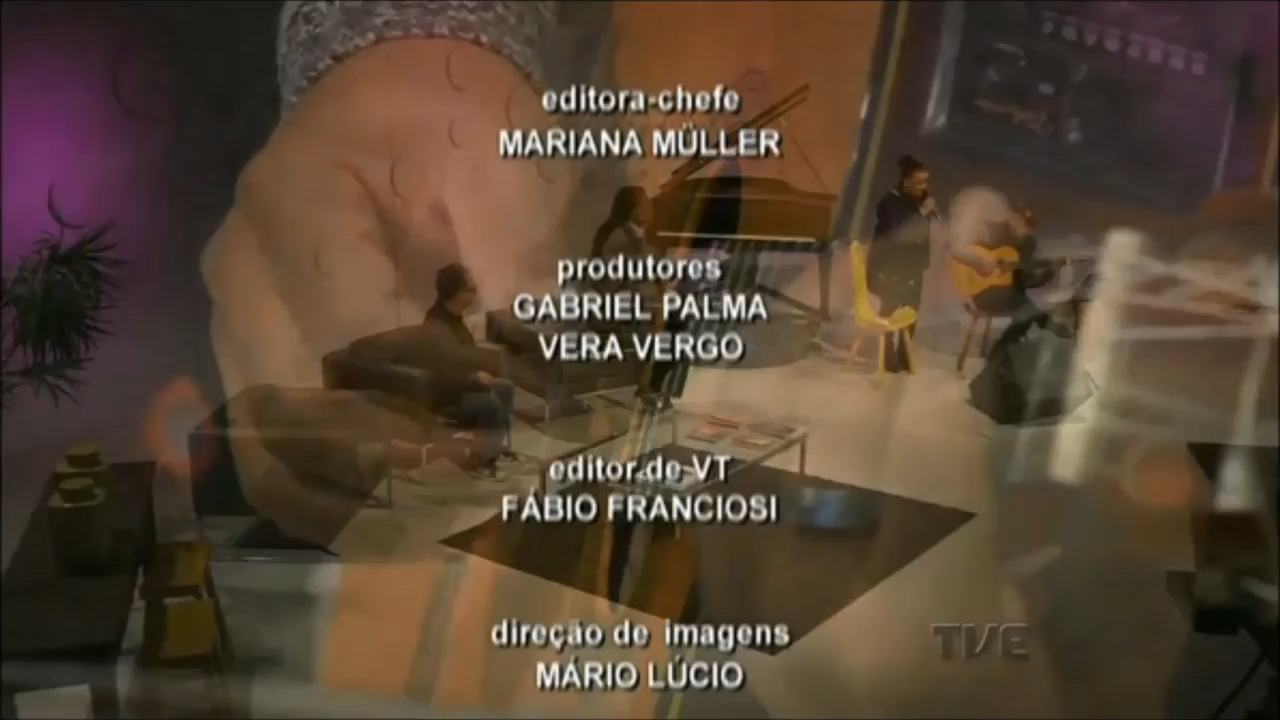 editora-chefe
MARIANA MÜLLER
produtores
GABRIEL PALMA
VERA VERGO
editor de VT
FÁBIO FRANCIOSI
direção de imagens
MÁRIO LÚCIO
TVE